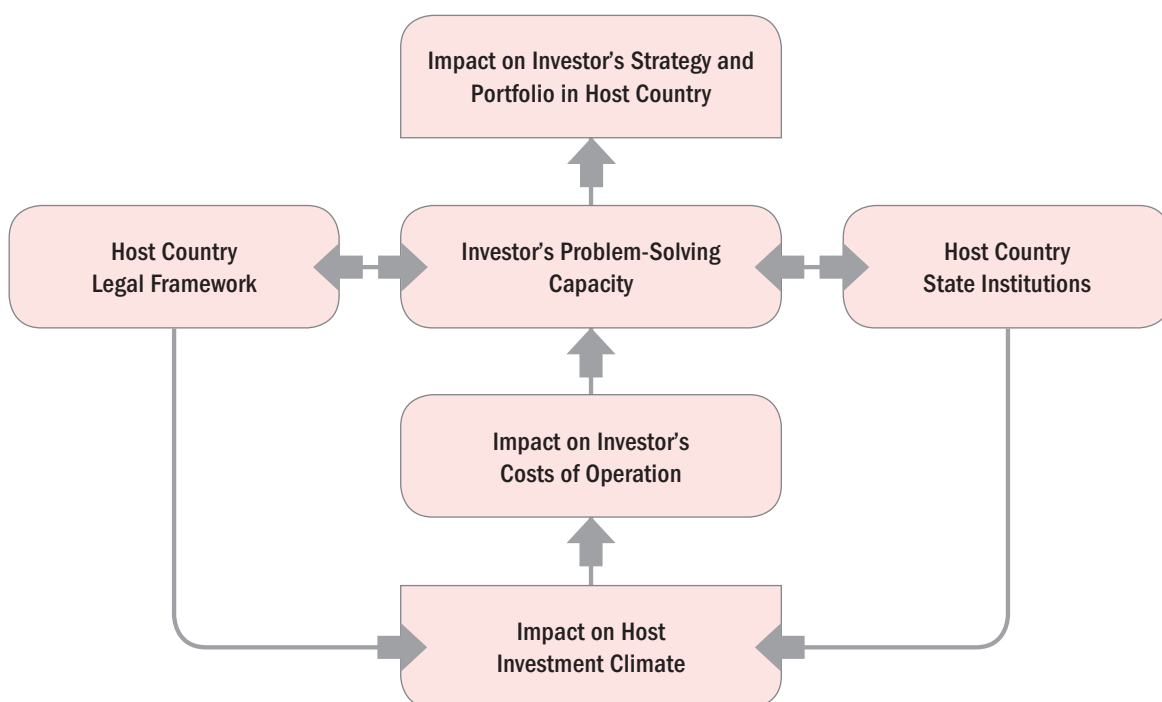 Impact on Investor’s Strategy and
Portfolio in Host Country
Host Country
Legal Framework
Investor’s Problem-Solving
Capacity
Host Country
State Institutions
Impact on Investor’s
Costs of Operation
Impact on Host
Investment Climate